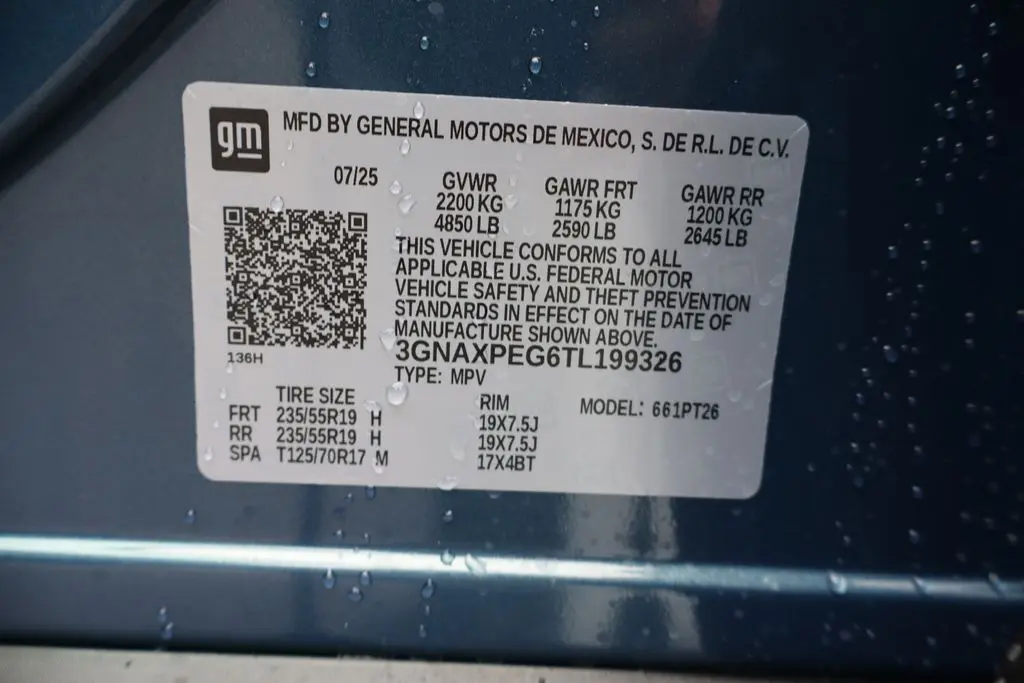 gm MFD BY GENERAL MOTORS DE MEXICO, S. DE R.L. DE C.V.
07/25 GVWR GAWR FRT GAWR RR
2200 KG 1175 KG 1200 KG
4850 LB 2590 LB 2645 LB
THIS VEHICLE CONFORMS TO ALL
APPLICABLE U.S. FEDERAL MOTOR
VEHICLE SAFETY AND THEFT PREVENTION
STANDARDS IN EFFECT ON THE DATE OF
MANUFACTURE SHOWN ABOVE.
136H 3GNAXPEG6TL199326
TYPE: MPV
TIRE SIZE RIM MODEL: 661PT26
FRT 235/55R19 H 19X7.5J
RR 235/55R19 H 19X7.5J
SPA T125/70R17 M 17X4BT